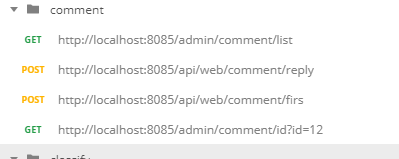 comment
GET http://localhost:8085/admin/comment/list
POST http://localhost:8085/api/web/comment/reply
POST http://localhost:8085/api/web/comment/firs
GET http://localhost:8085/admin/comment/id?id=12